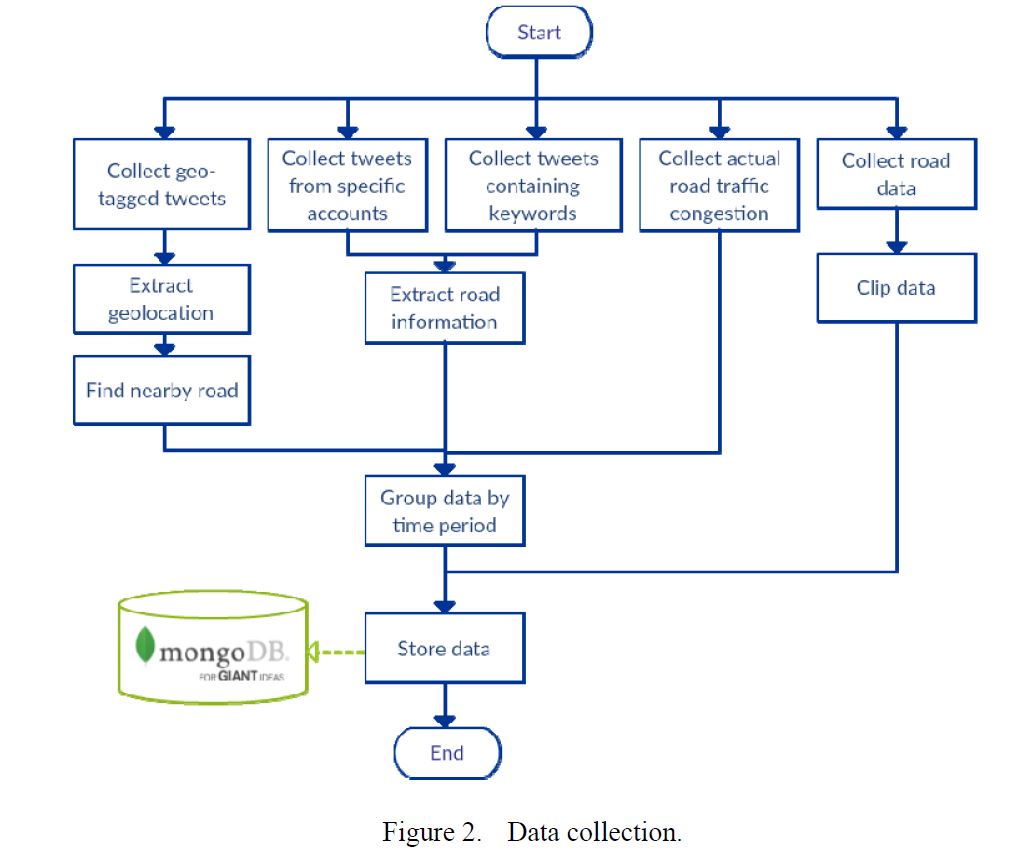 Start
Collect geo-
tagged tweets
Collect tweets
from specific
accounts
Collect tweets
containing
keywords
Collect actual
road traffic
congestion
Collect road
data
Extract
geolocation
Extract road
information
Clip data
Find nearby road
Group data by
time period
mongoDB.
FOR GIANT IDEAS
Store data
End
Figure 2. Data collection.